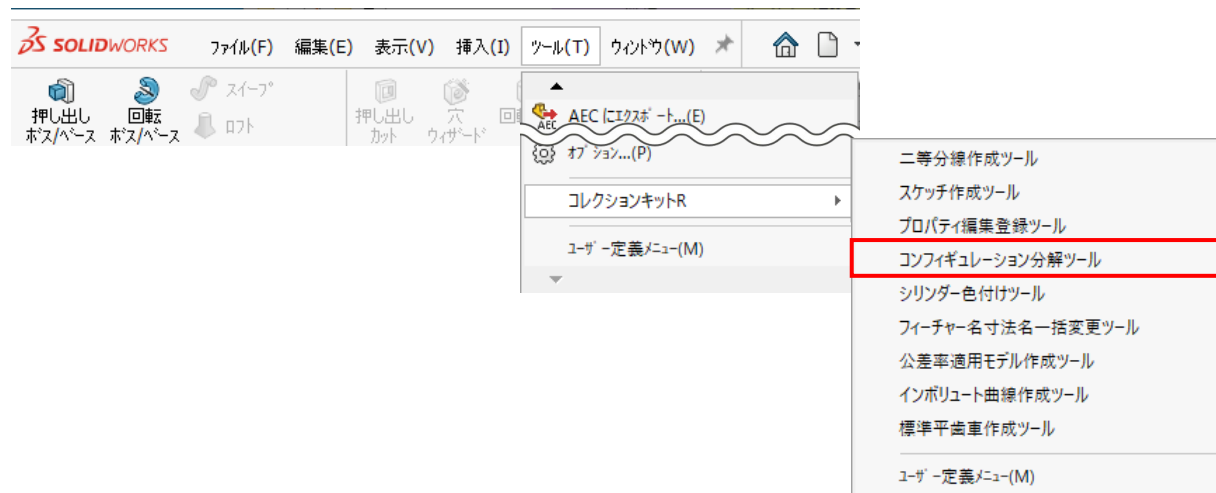 SOLIDWORKS ファイル(F) 編集(E) 表示(V) 挿入(I) ツール(T) ウィンドウ(W)
押し出し
ボス/ベース
回転
ボス/ベース
スイープ
ロフト
押し出し
カット
穴
ウィザード
AEC にエクスポート...(E)
オプション...(P)
コレクションキットR
ユーザー定義メニュー(M)
二等分線作成ツール
スケッチ作成ツール
プロパティ編集登録ツール
コンフィギュレーション分解ツール
シリンダー色付けツール
フィーチャー名寸法名一括変更ツール
公差率適用モデル作成ツール
インボリュート曲線作成ツール
標準平歯車作成ツール
ユーザー定義メニュー(M)